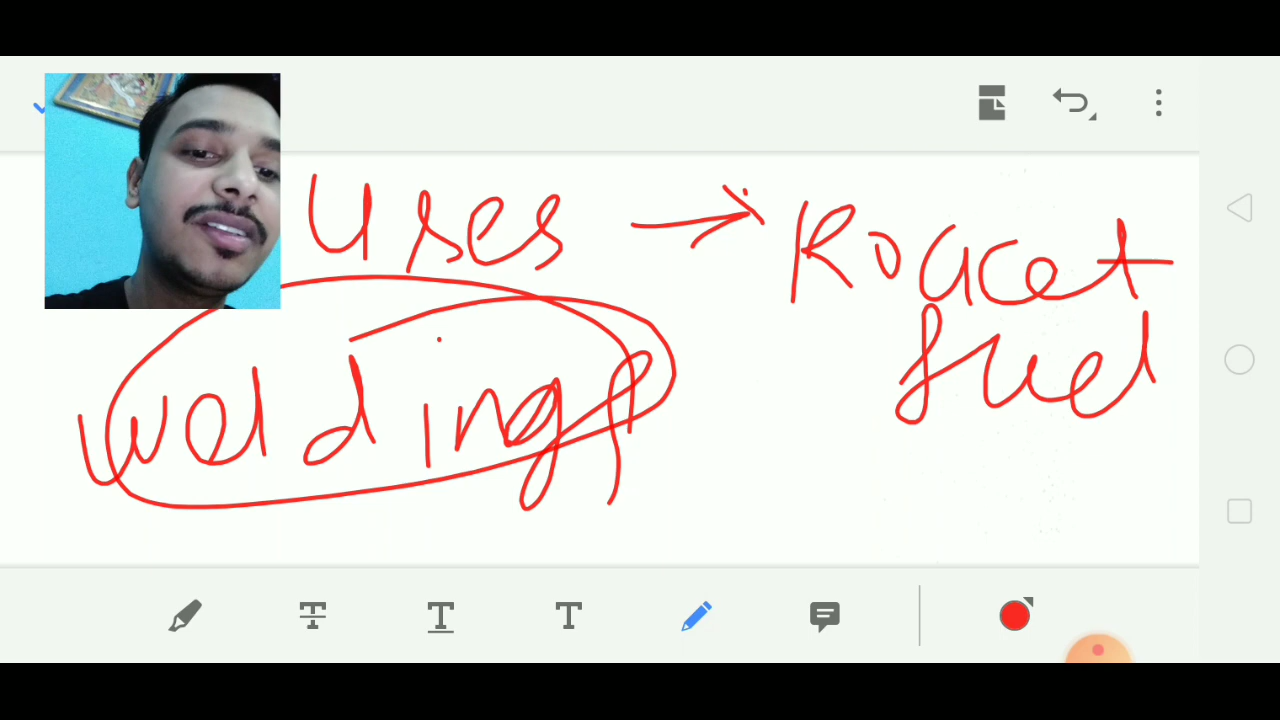 Uses → Rocket
fuel
welding